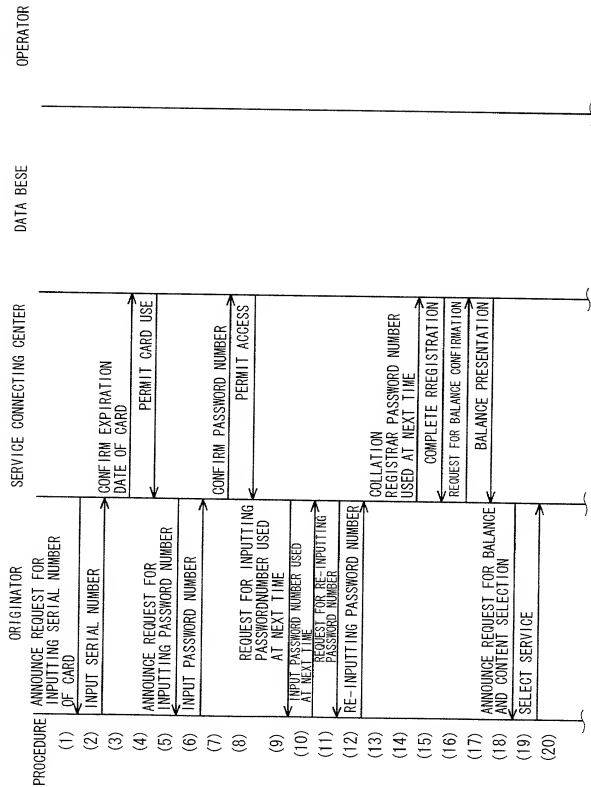 PROCEDURE
ORIGINATOR
SERVICE CONNECTING CENTER
DATA BESE
OPERATOR
(1)
ANNOUNCE REQUEST FOR
INPUTTING SERIAL NUMBER
OF CARD
(2)
INPUT SERIAL NUMBER
(3)
CONFIRM EXPIRATION
DATE OF CARD
(4)
PERMIT CARD USE
(5)
ANNOUNCE REQUEST FOR
INPUTTING PASSWORD NUMBER
(6)
INPUT PASSWORD NUMBER
(7)
CONFIRM PASSWORD NUMBER
(8)
PERMIT ACCESS
(9)
REQUEST FOR INPUTTING
PASSWORDNUMBER USED
AT NEXT TIME
(10)
INPUT PASSWORD NUMBER USED
AT NEXT TIME
(11)
REQUEST FOR RE-INPUTTING
PASSWORD NUMBER
(12)
RE-INPUTTING PASSWORD NUMBER
(13)
COLLATION
(14)
REGISTRAR PASSWORD NUMBER
USED AT NEXT TIME
(15)
COMPLETE RREGISTRATION
(16)
REQUEST FOR BALANCE CONFIRMATION
(17)
BALANCE PRESENTATION
(18)
ANNOUNCE REQUEST FOR BALANCE
AND CONTENT SELECTION
(19)
SELECT SERVICE
(20)